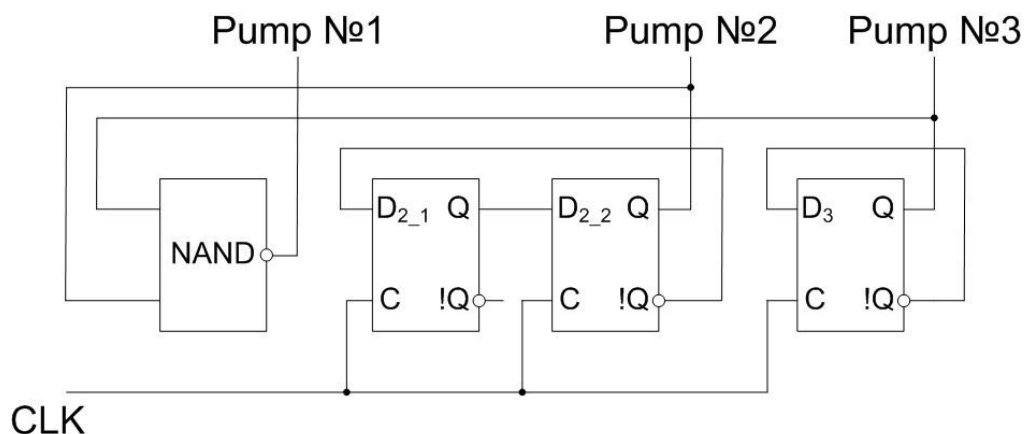 Pump №1 Pump №2 Pump №3
D2_1 Q D2_2 Q D3 Q
NAND
C !Q C !Q C !Q
CLK